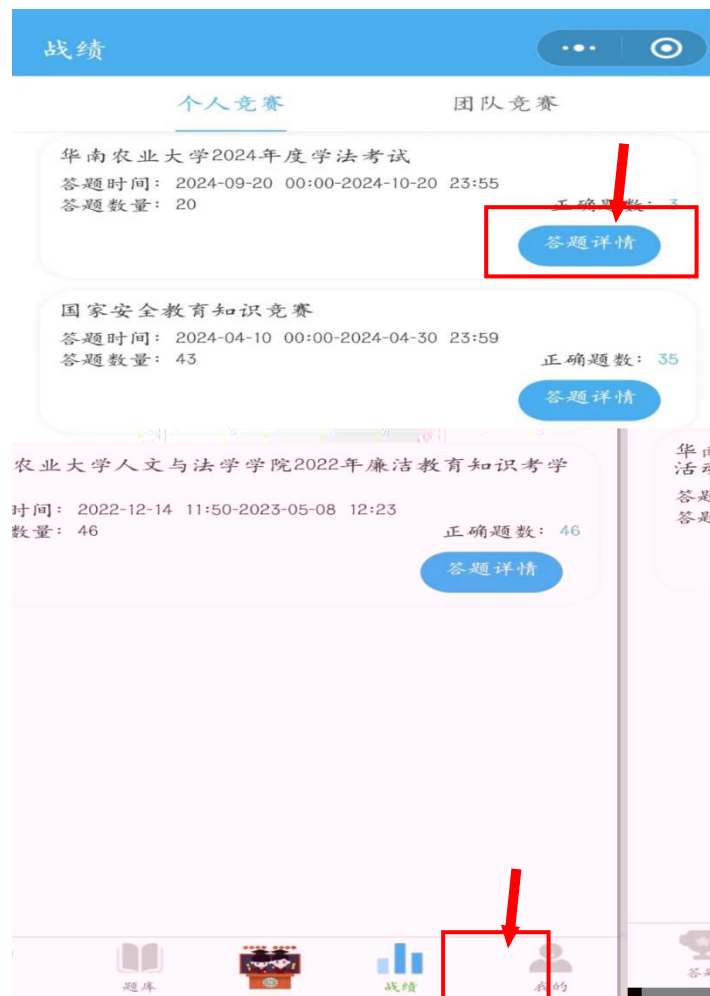 战绩
个人竞赛
团队竞赛
华南农业大学2024年度学法考试
答题时间: 2024-09-20 00:00-2024-10-20 23:55
答题数量: 20
正确题数: 3
答题详情
国家安全教育知识竞赛
答题时间: 2024-04-10 00:00-2024-04-30 23:59
答题数量: 43
正确题数: 35
答题详情
农业大学人文与法学学院2022年廉洁教育知识考学
时间: 2022-12-14 11:50-2023-05-08 12:23
数量: 46
正确题数: 46
答题详情
华
活
答
答
题库
战绩
我的
答